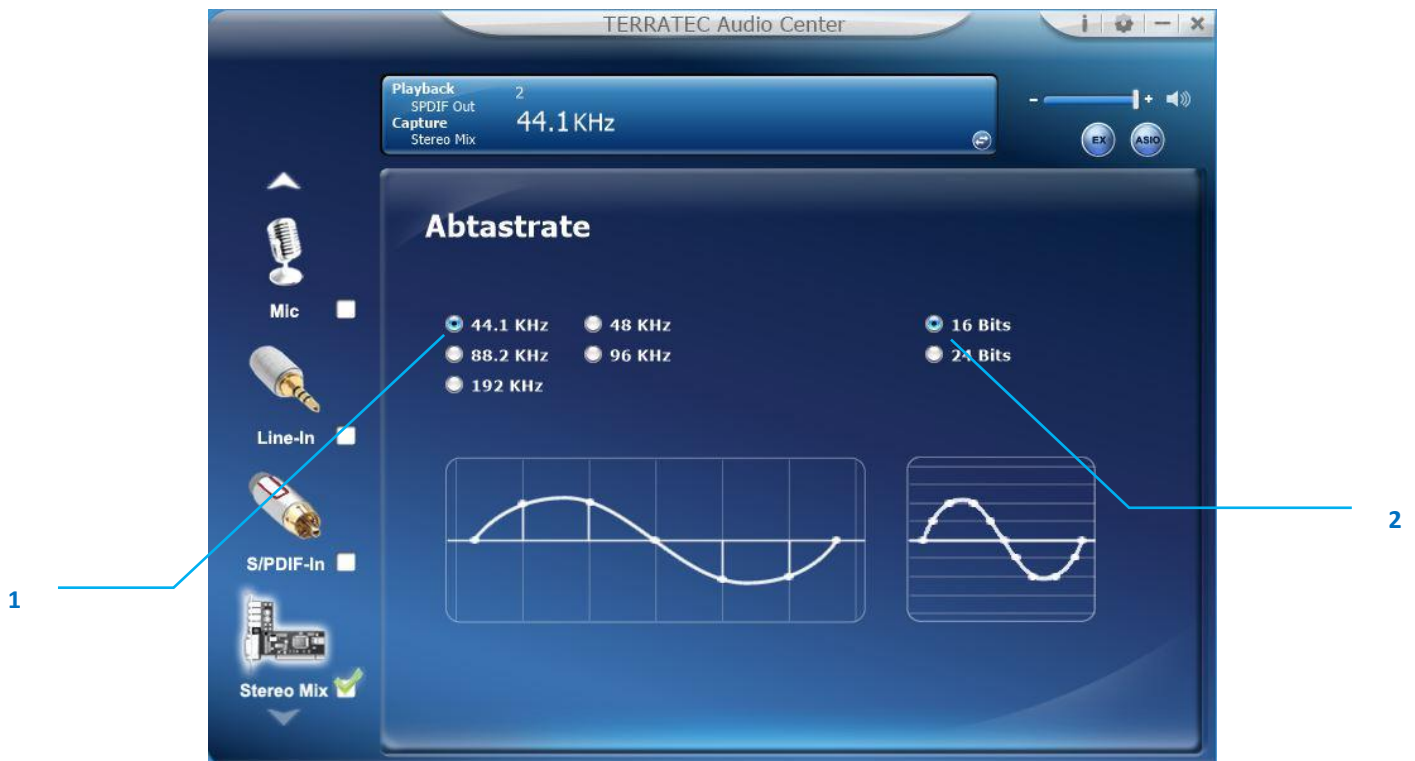 TERRATEC Audio Center
Playback 2
SPDIF Out
Capture 44.1 KHz
Stereo Mix
EX ASIO
Abtastrate
Mic
44.1 KHz 48 KHz 16 Bits
88.2 KHz 96 KHz 24 Bits
192 KHz
Line-In
2
S/PDIF-In
1
Stereo Mix